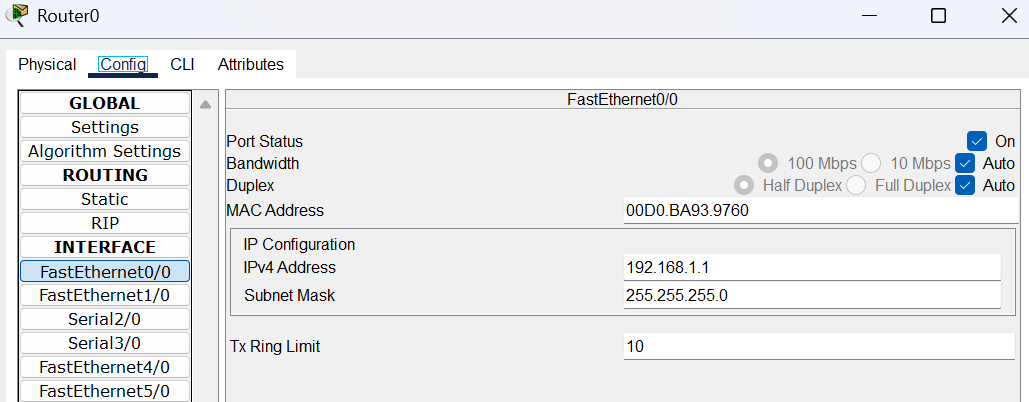 Router0
Physical Config CLI Attributes
GLOBAL
Settings
Algorithm Settings
ROUTING
Static
RIP
INTERFACE
FastEthernet0/0
FastEthernet1/0
Serial2/0
Serial3/0
FastEthernet4/0
FastEthernet5/0
FastEthernet0/0
Port Status On
Bandwidth 100 Mbps 10 Mbps Auto
Duplex Half Duplex Full Duplex Auto
MAC Address 00D0.BA93.9760
IP Configuration
IPv4 Address 192.168.1.1
Subnet Mask 255.255.255.0
Tx Ring Limit 10